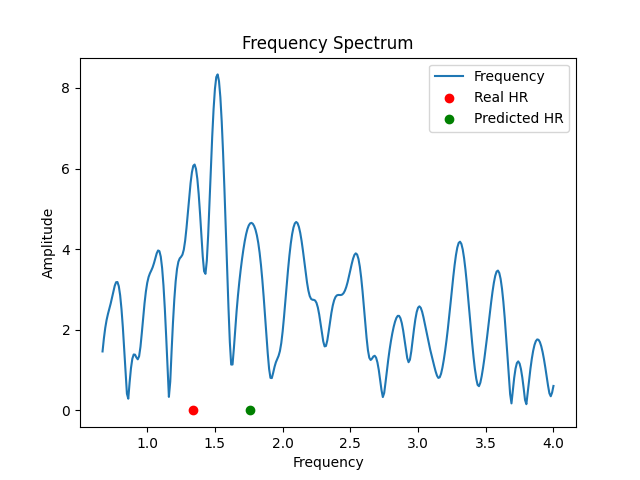 Frequency Spectrum
Frequency
Real HR
Predicted HR
Amplitude
8
6
4
2
0
1.0 1.5 2.0 2.5 3.0 3.5 4.0
Frequency